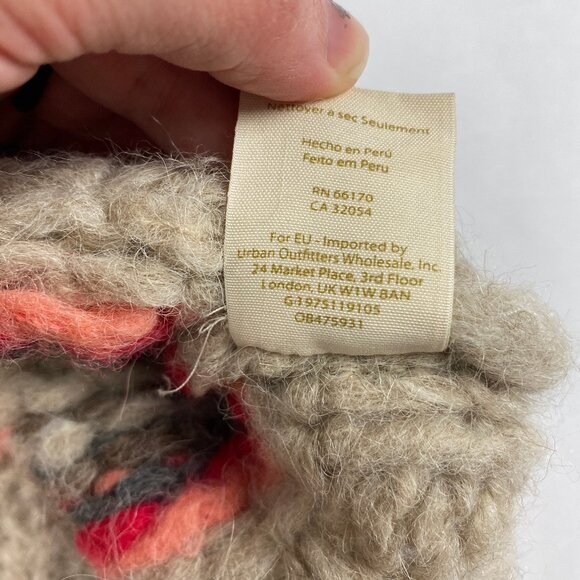 Nettoyer a sec Seulement
Hecho en Perú
Feito em Peru
RN 66170
CA 32054
For EU - Imported by
Urban Outfitters Wholesale, Inc.
24 Market Place, 3rd Floor
London, UK W1W 8AN
G-1975119105
OB475931